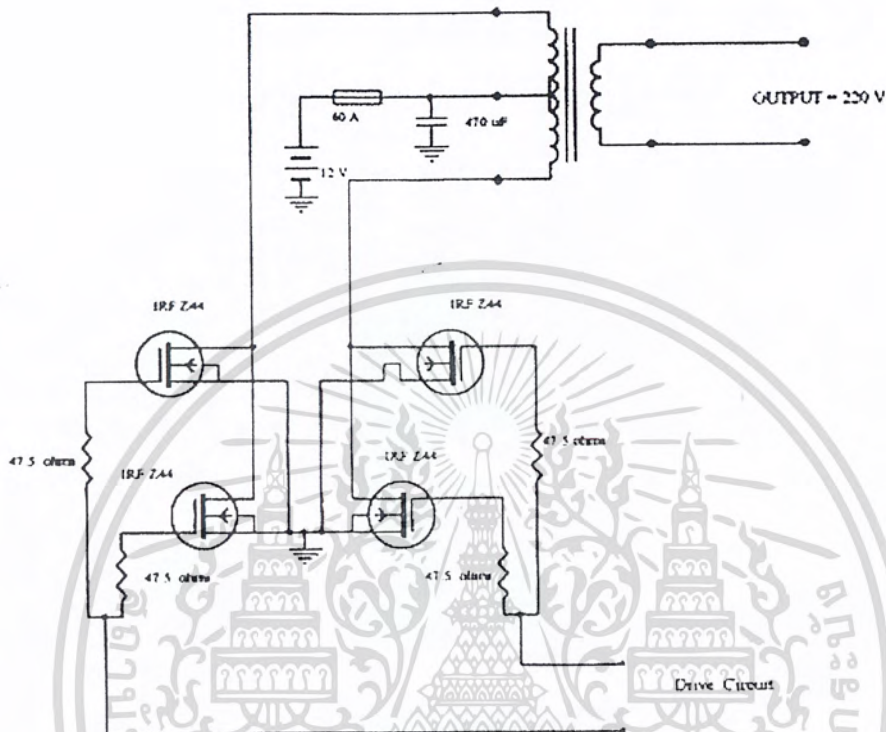 OUTPUT = 220 V
60 A
470 uF
12 V
IRF Z44
IRF Z44
47.5 ohms
47.5 ohms
IRF Z44
IRF Z44
47.5 ohms
47.5 ohms
Drive Circuit